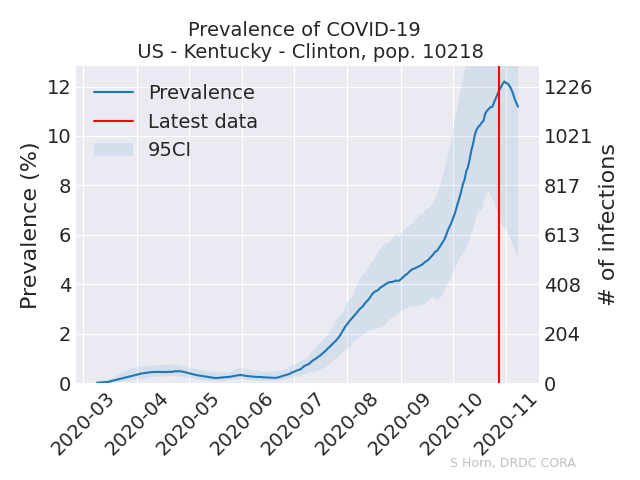 Prevalence of COVID-19
US - Kentucky - Clinton, pop. 10218
Prevalence
Latest data
95CI
Prevalence (%)
12
10
8
6
4
2
0
1226
1021
817
613
408
204
0
# of infections
2020-03
2020-04
2020-05
2020-06
2020-07
2020-08
2020-09
2020-10
2020-11
S Horn, DRDC CORA